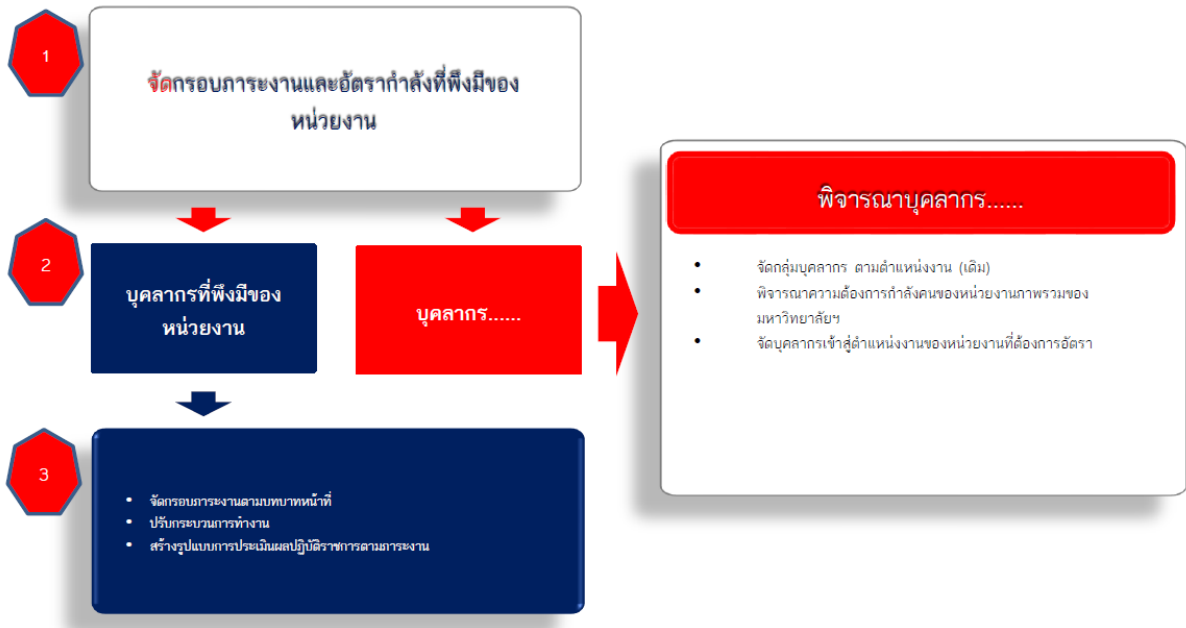 1
จัดกรอบภาระงานและอัตรากำลังที่พึงมีของ
หน่วยงาน
2
บุคลากรที่พึงมีของ
หน่วยงาน
บุคลากร......
พิจารณาบุคลากร......
• จัดกลุ่มบุคลากร ตามตำแหน่งงาน (เดิม)
• พิจารณาความต้องการกำลังคนของหน่วยงานภาพรวมของ
มหาวิทยาลัยฯ
• จัดบุคลากรเข้าสู่ตำแหน่งงานของหน่วยงานที่ต้องการอัตรา
3
• จัดกรอบภาระงานตามบทบาทหน้าที่
• ปรับกระบวนการทำงาน
• สร้างรูปแบบการประเมินผลปฏิบัติราชการตามภาระงาน